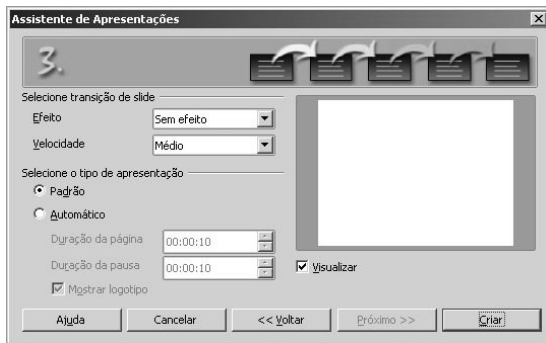 Assistente de Apresentações
3.
Selecione transição de slide
Efeito
Sem efeito
Velocidade
Médio
Selecione o tipo de apresentação
Padrão
Automático
Duração da página
00:00:10
Duração da pausa
00:00:10
Mostrar logotipo
Visualizar
Ajuda Cancelar << Voltar Próximo >> Criar